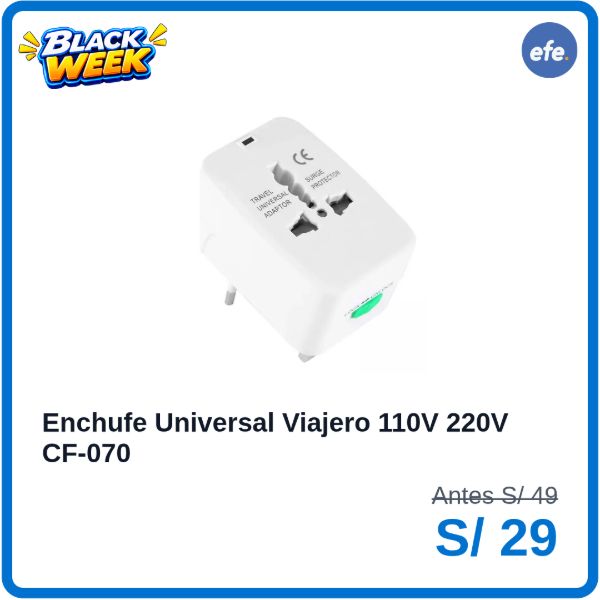 BLACK
WEEK
efe.
CE
TRAVEL
UNIVERSAL
ADAPTOR
SURGE
PROTECTOR
Enchufe Universal Viajero 110V 220V
CF-070
Antes S/ 49
S/ 29